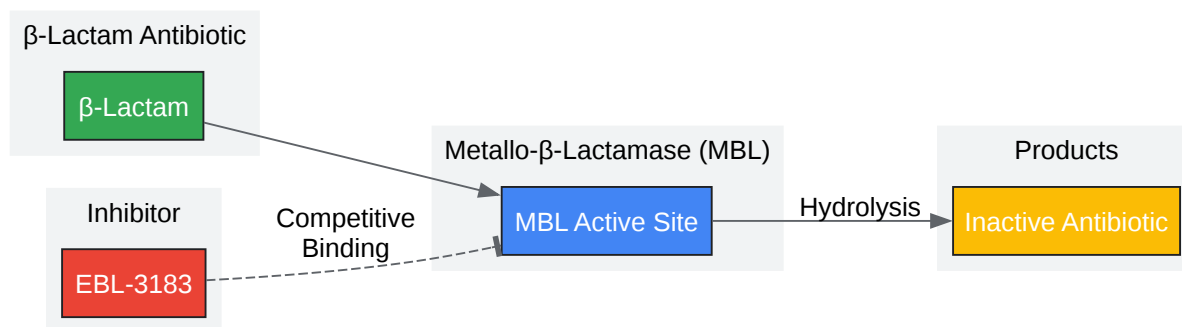 β-Lactam Antibiotic
β-Lactam
Inhibitor
EBL-3183
Competitive
Binding
Metallo-β-Lactamase (MBL)
MBL Active Site
Hydrolysis
Products
Inactive Antibiotic